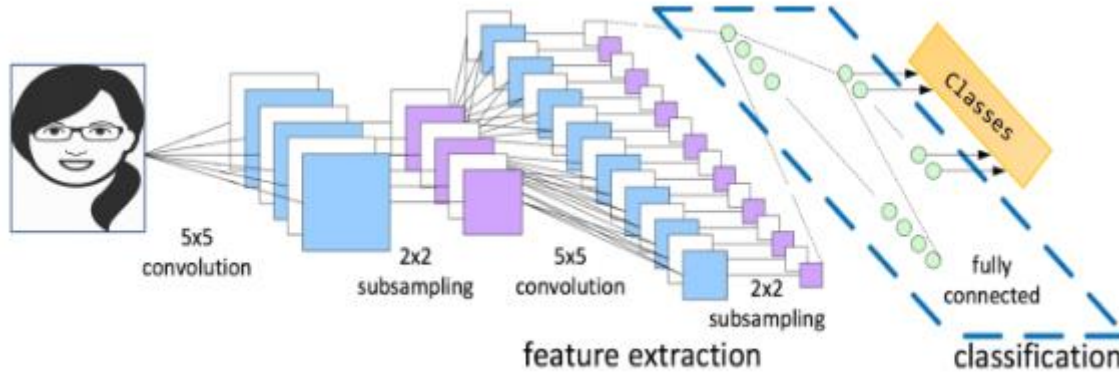 Classes
5x5
convolution
2x2
subsampling
5x5
convolution
2x2
subsampling
fully
connected
feature extraction
classification